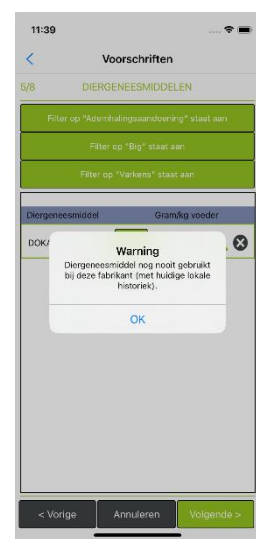 11:39
Voorschriften
5/8 DIERGENEESMIDDELEN
Filter op "Ademhalingsaandoening" staat aan
Filter op "Big" staat aan
Filter op "Varkens" staat aan
Diergeneesmiddel Gram/kg voeder
Warning
Diergeneesmiddel nog nooit gebruikt
bij deze fabrikant (met huidige lokale
historiek).
OK
< Vorige Annuleren Volgende >